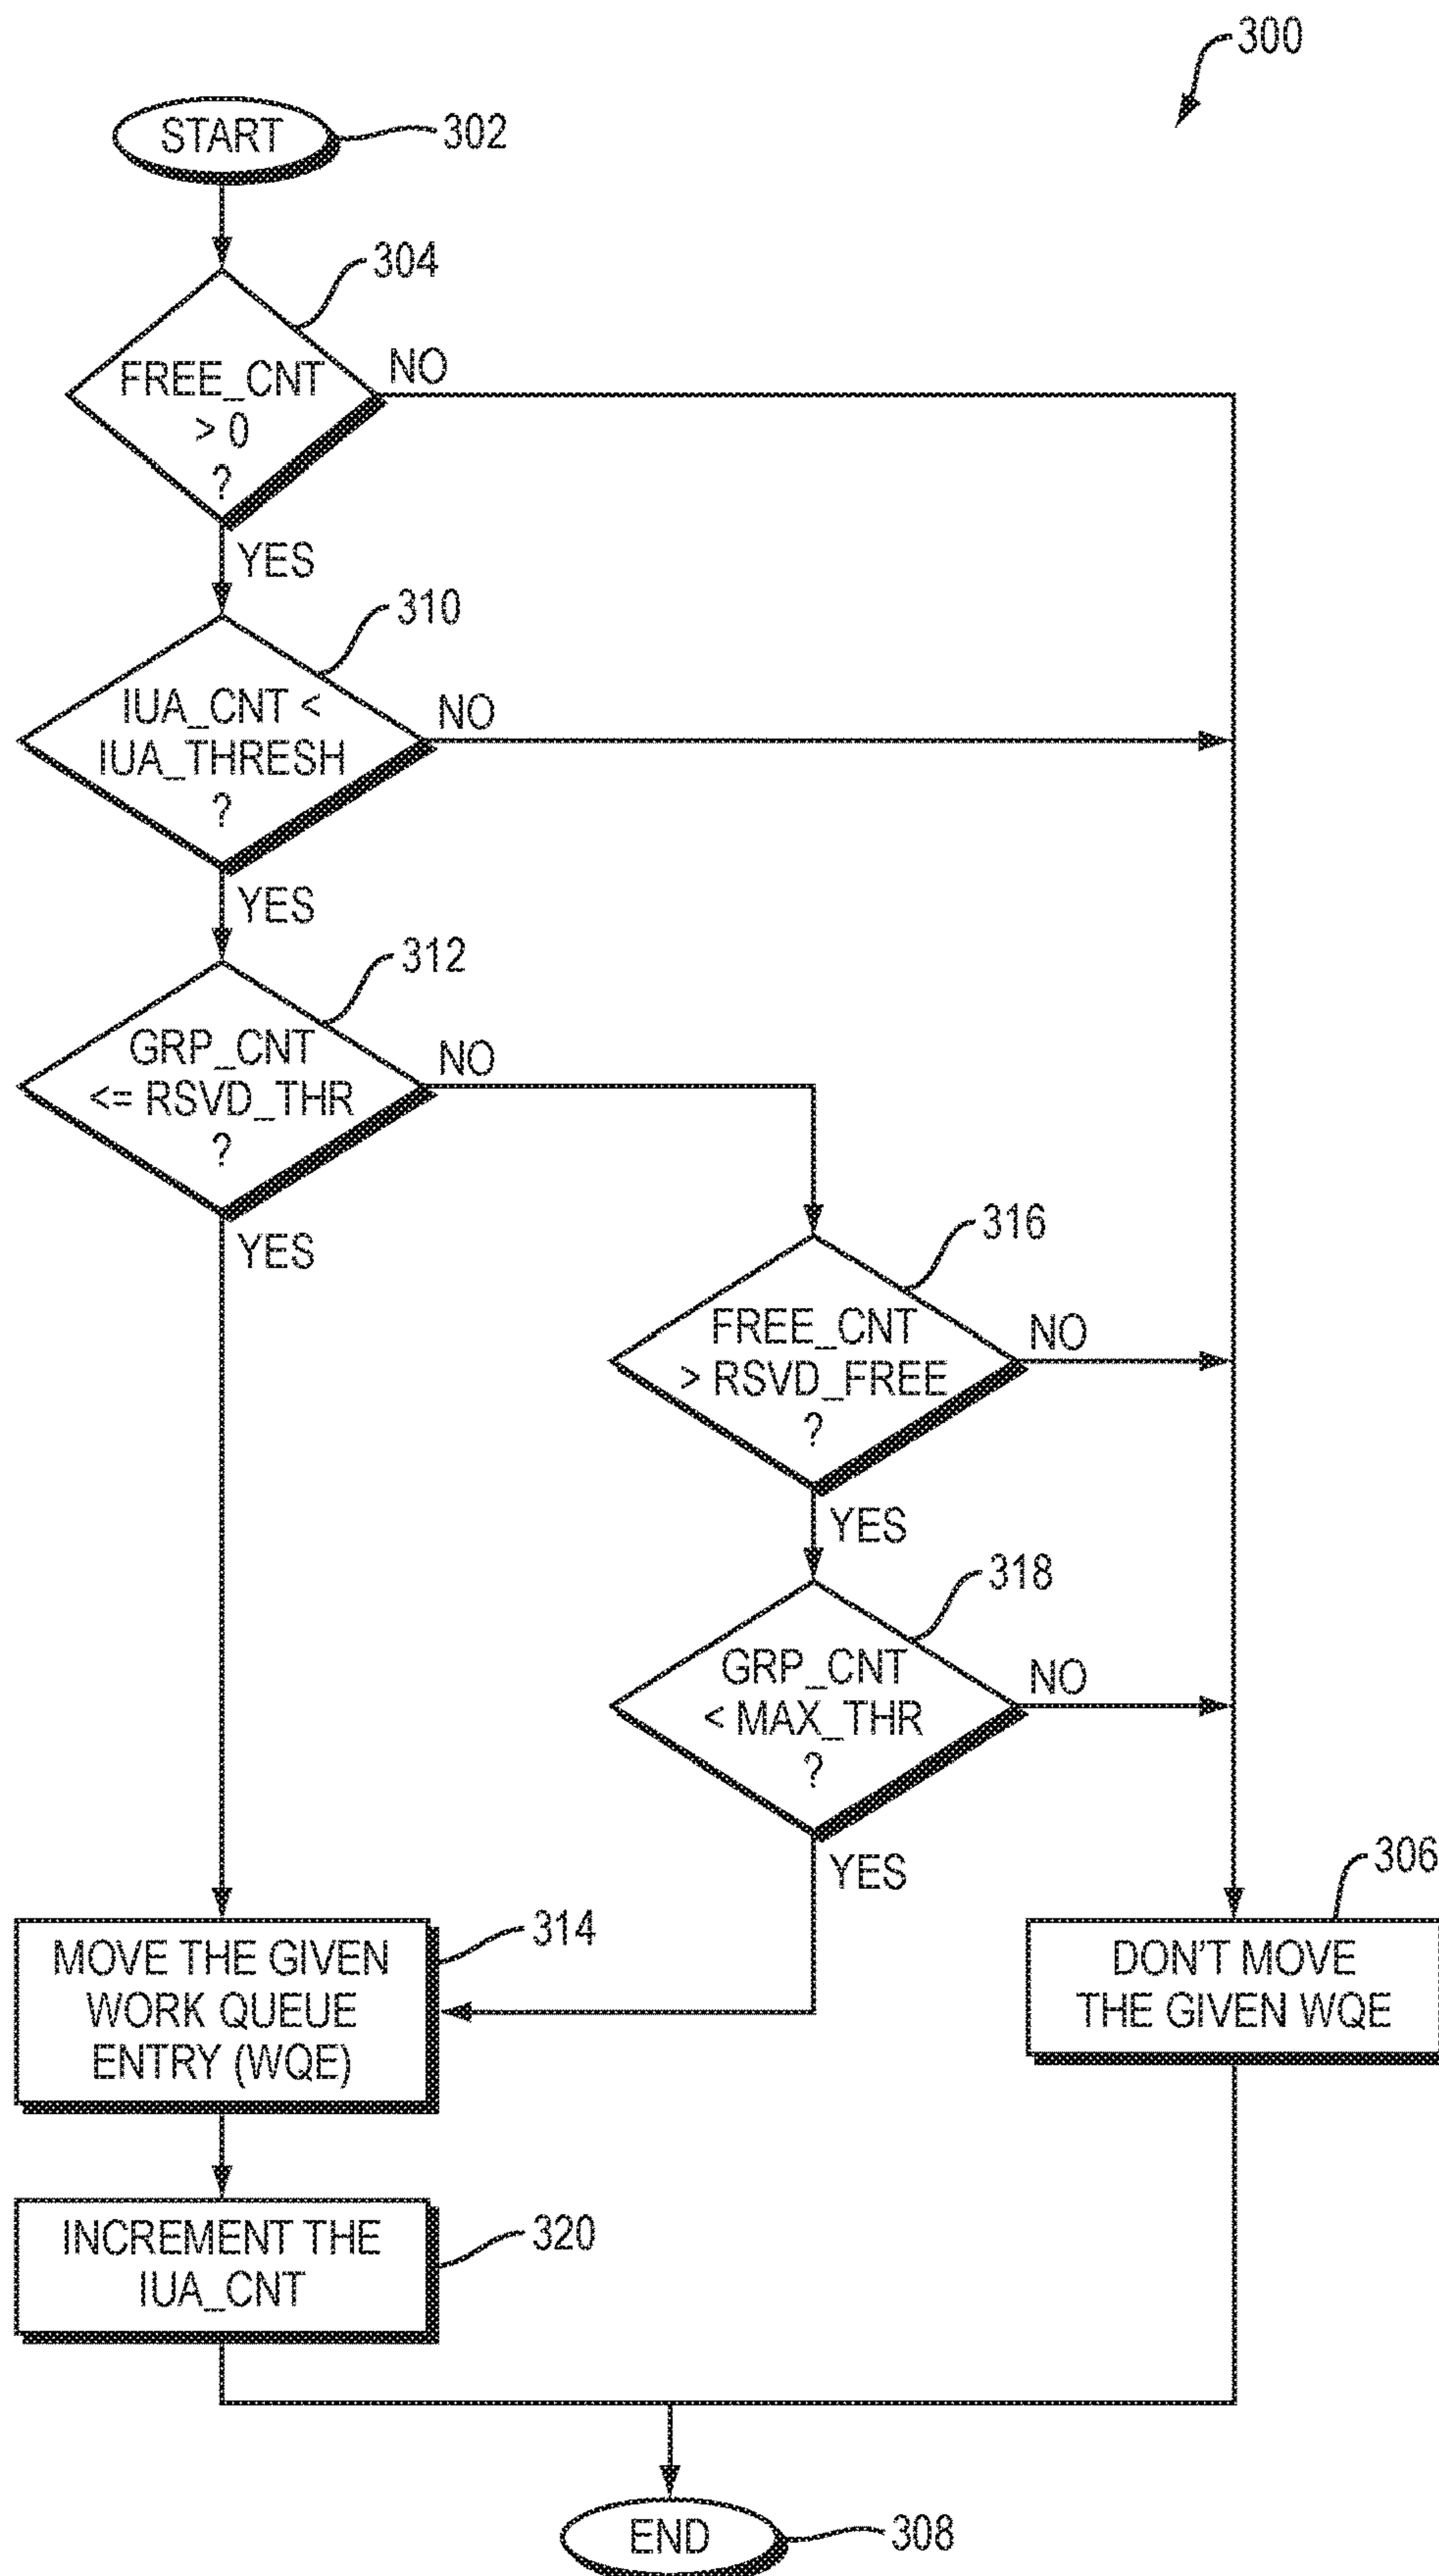 300
START
302
304
FREE_CNT
> 0
?
NO
YES
310
IUA_CNT <
IUA_THRESH
?
NO
YES
312
GRP_CNT
<= RSVD_THR
?
NO
YES
316
FREE_CNT
> RSVD_FREE
?
NO
YES
318
GRP_CNT
< MAX_THR
?
NO
YES
314
MOVE THE GIVEN
WORK QUEUE
ENTRY (WQE)
306
DON'T MOVE
THE GIVEN WQE
320
INCREMENT THE
IUA_CNT
END
308